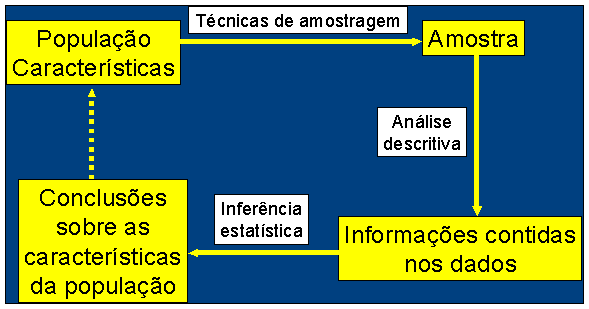 Técnicas de amostragem
População
Características
Amostra
Análise
descritiva
Conclusões
sobre as
características
da população
Inferência
estatística
Informações contidas
nos dados